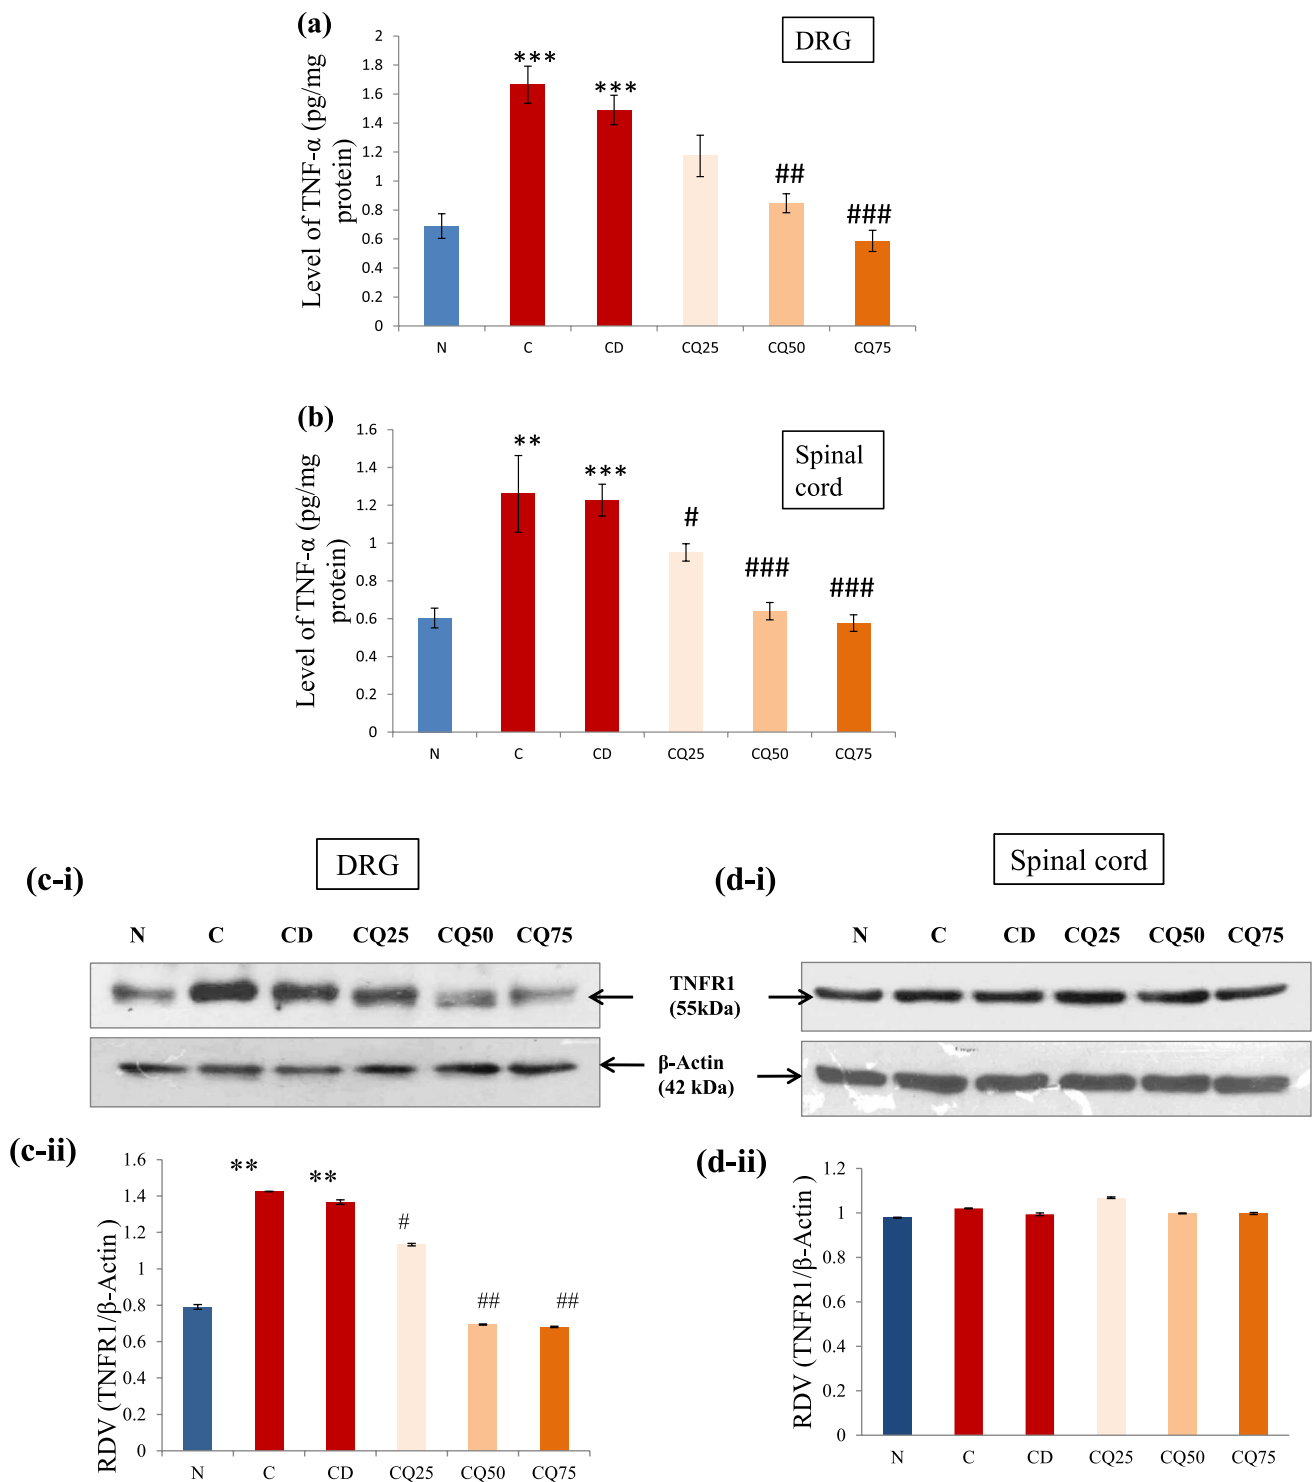 (a)
DRG
Level of TNF-α (pg/mg
protein)
2
1.8
1.6
1.4
1.2
1
0.8
0.6
0.4
0.2
0
***
***
##
###
N C CD CQ25 CQ50 CQ75
(b)
Spinal
cord
Level of TNF-α (pg/mg
protein)
1.6
1.4
1.2
1
0.8
0.6
0.4
0.2
0
**
***
#
###
###
N C CD CQ25 CQ50 CQ75
(c-i)
DRG
N C CD CQ25 CQ50 CQ75
(d-i)
Spinal cord
N C CD CQ25 CQ50 CQ75
TNFR1
(55kDa)
β-Actin
(42 kDa)
(c-ii)
RDV (TNFR1/β-Actin )
1.6
1.4
1.2
1
0.8
0.6
0.4
0.2
0
**
**
#
##
##
N C CD CQ25 CQ50 CQ75
(d-ii)
RDV (TNFR1/β-Actin )
1.2
1
0.8
0.6
0.4
0.2
0
N C CD CQ25 CQ50 CQ75